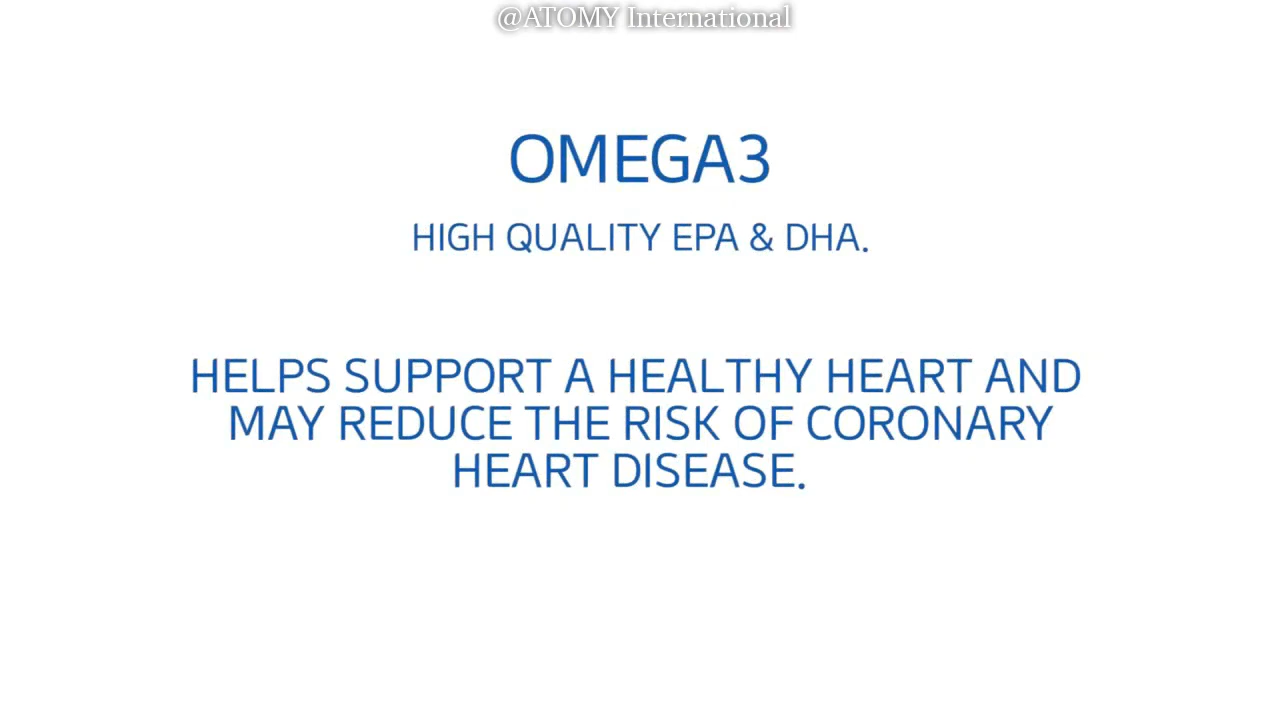 @ATOMY International
OMEGA3
HIGH QUALITY EPA & DHA.
HELPS SUPPORT A HEALTHY HEART AND
MAY REDUCE THE RISK OF CORONARY
HEART DISEASE.